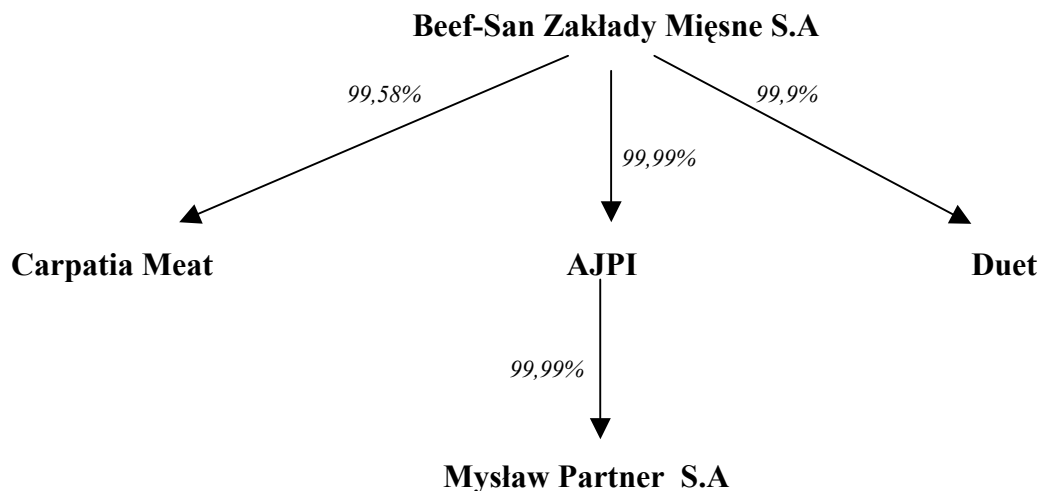 Beef-San Zakłady Mięsne S.A
99,58%
99,9%
99,99%
Carpatia Meat
AJPI
Duet
99,99%
Mysław Partner S.A